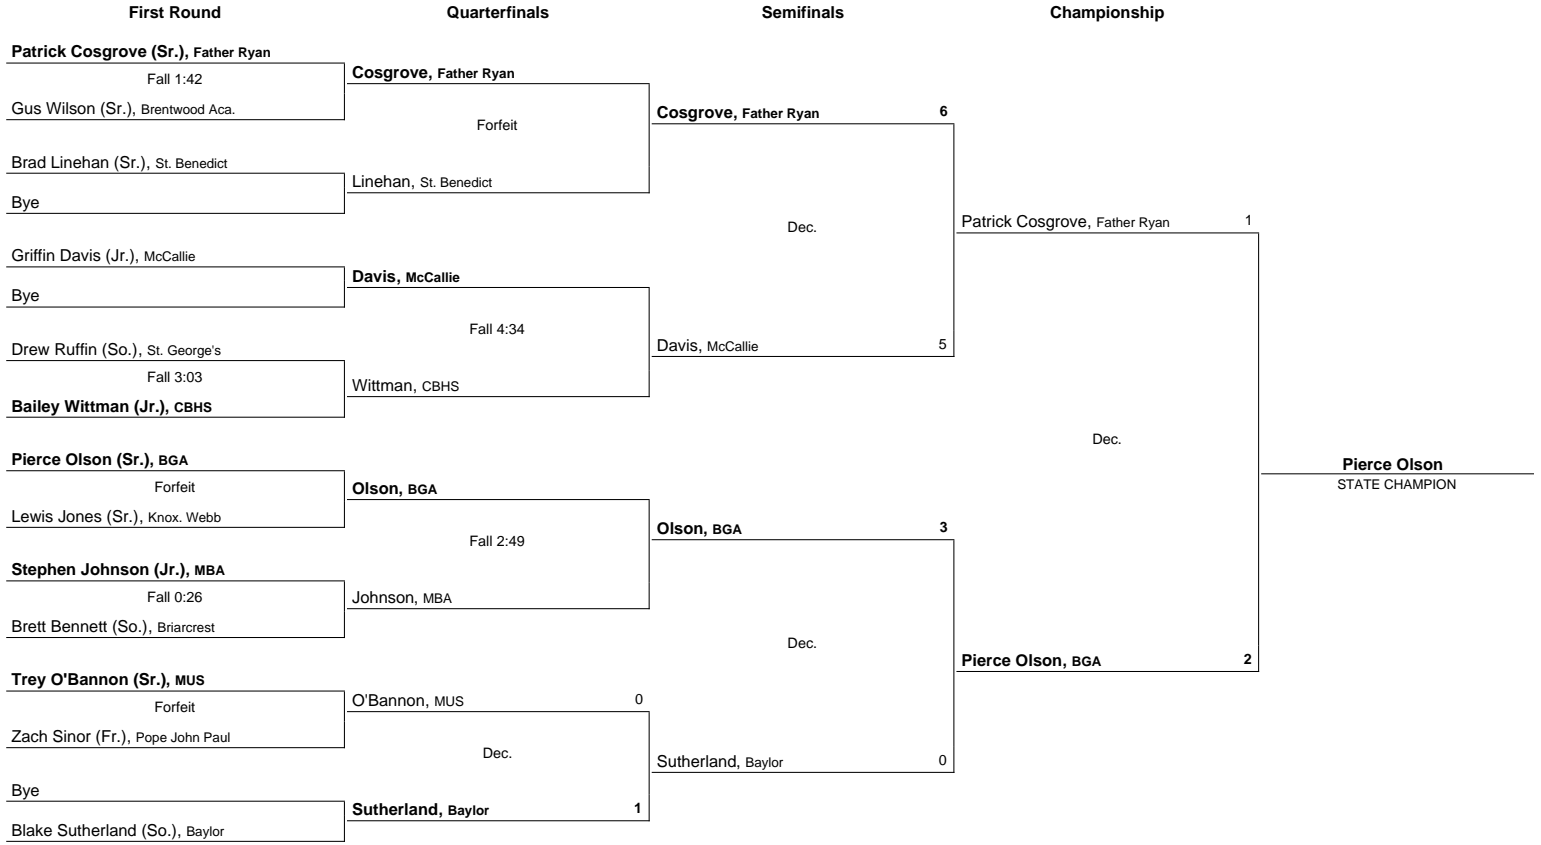 First Round Quarterfinals Semifinals Championship
Patrick Cosgrove (Sr.), Father Ryan
Fall 1:42
Gus Wilson (Sr.), Brentwood Aca.
Brad Linehan (Sr.), St. Benedict
Bye
Griffin Davis (Jr.), McCallie
Bye
Drew Ruffin (So.), St. George's
Fall 3:03
Bailey Wittman (Jr.), CBHS
Pierce Olson (Sr.), BGA
Forfeit
Lewis Jones (Sr.), Knox. Webb
Stephen Johnson (Jr.), MBA
Fall 0:26
Brett Bennett (So.), Briarcrest
Trey O'Bannon (Sr.), MUS
Forfeit
Zach Sinor (Fr.), Pope John Paul
Bye
Blake Sutherland (So.), Baylor
Cosgrove, Father Ryan
Forfeit
Linehan, St. Benedict
Davis, McCallie
Fall 4:34
Wittman, CBHS
Olson, BGA
Fall 2:49
Johnson, MBA
O'Bannon, MUS 0
Dec.
Sutherland, Baylor 1
Cosgrove, Father Ryan 6
Dec.
Davis, McCallie 5
Olson, BGA 3
Dec.
Sutherland, Baylor 0
Patrick Cosgrove, Father Ryan 1
Dec.
Pierce Olson, BGA 2
Pierce Olson
STATE CHAMPION